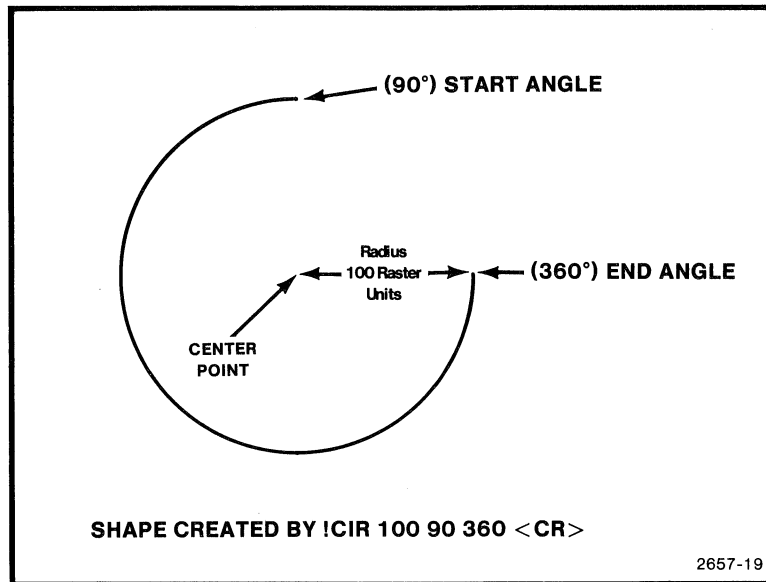 (90°) START ANGLE
Radius
100 Raster
Units
(360°) END ANGLE
CENTER
POINT
SHAPE CREATED BY !CIR 100 90 360 <CR>
2657-19